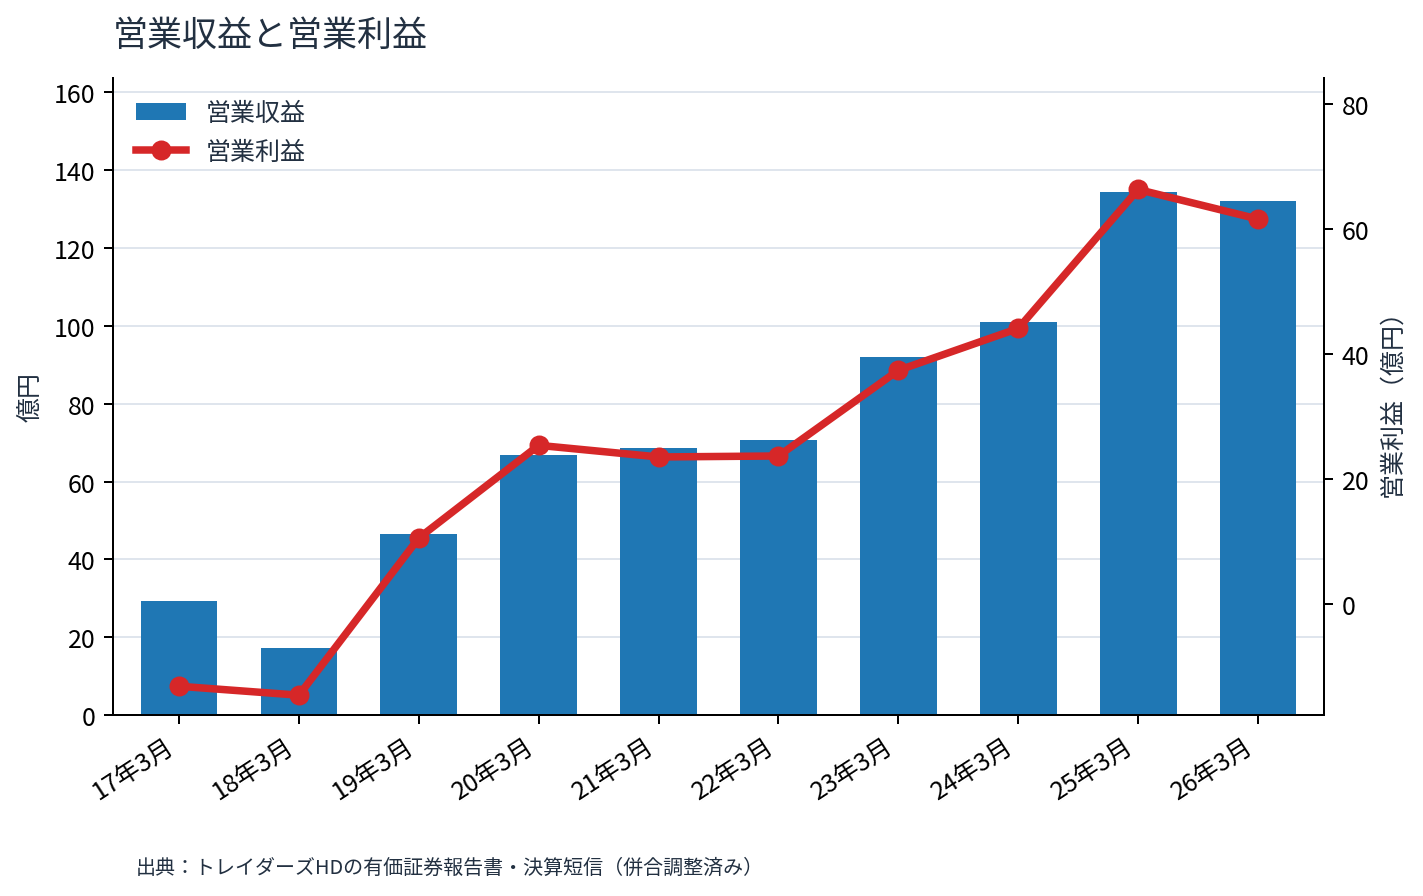 営業収益と営業利益
営業収益
営業利益
160
140
120
100
80
60
40
20
0
億円
80
60
40
20
0
営業利益（億円）
17年3月
18年3月
19年3月
20年3月
21年3月
22年3月
23年3月
24年3月
25年3月
26年3月
出典：トレイダーズHDの有価証券報告書・決算短信（併合調整済み）